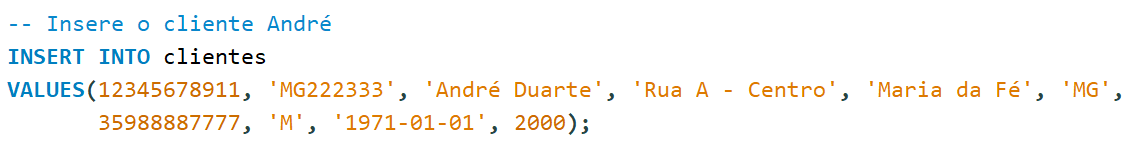 -- Insere o cliente André
INSERT INTO clientes
VALUES(12345678911, 'MG222333', 'André Duarte', 'Rua A - Centro', 'Maria da Fé', 'MG',
35988887777, 'M', '1971-01-01', 2000);